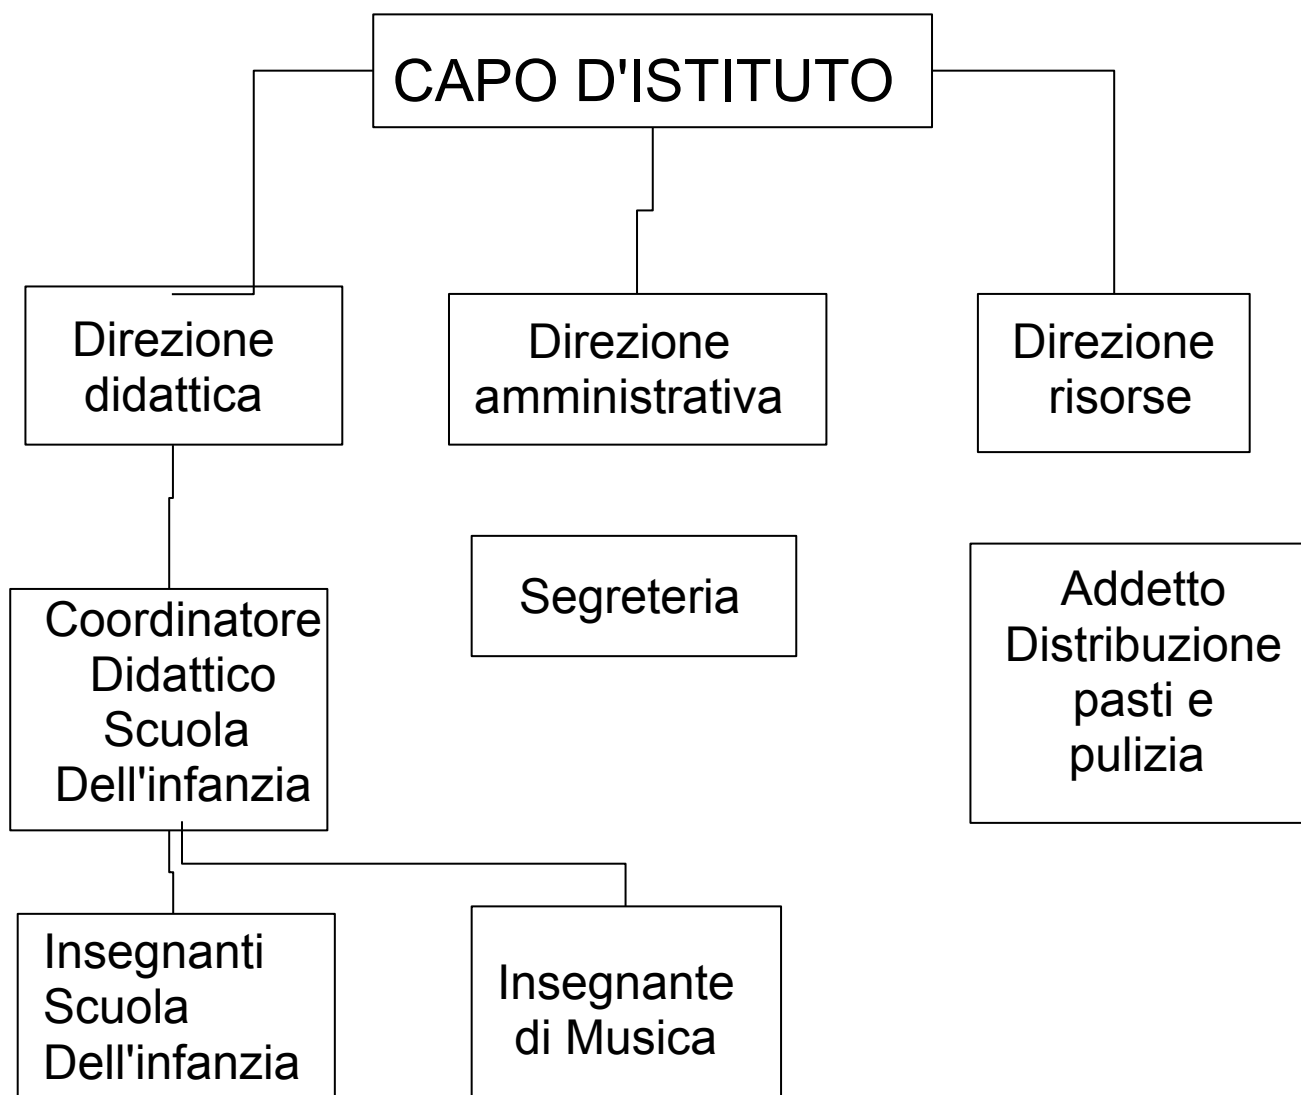 CAPO D'ISTITUTO
Direzione
didattica
Direzione
amministrativa
Direzione
risorse
Segreteria
Addetto
Distribuzione
pasti e
pulizia
Coordinatore
Didattico
Scuola
Dell'infanzia
Insegnanti
Scuola
Dell'infanzia
Insegnante
di Musica